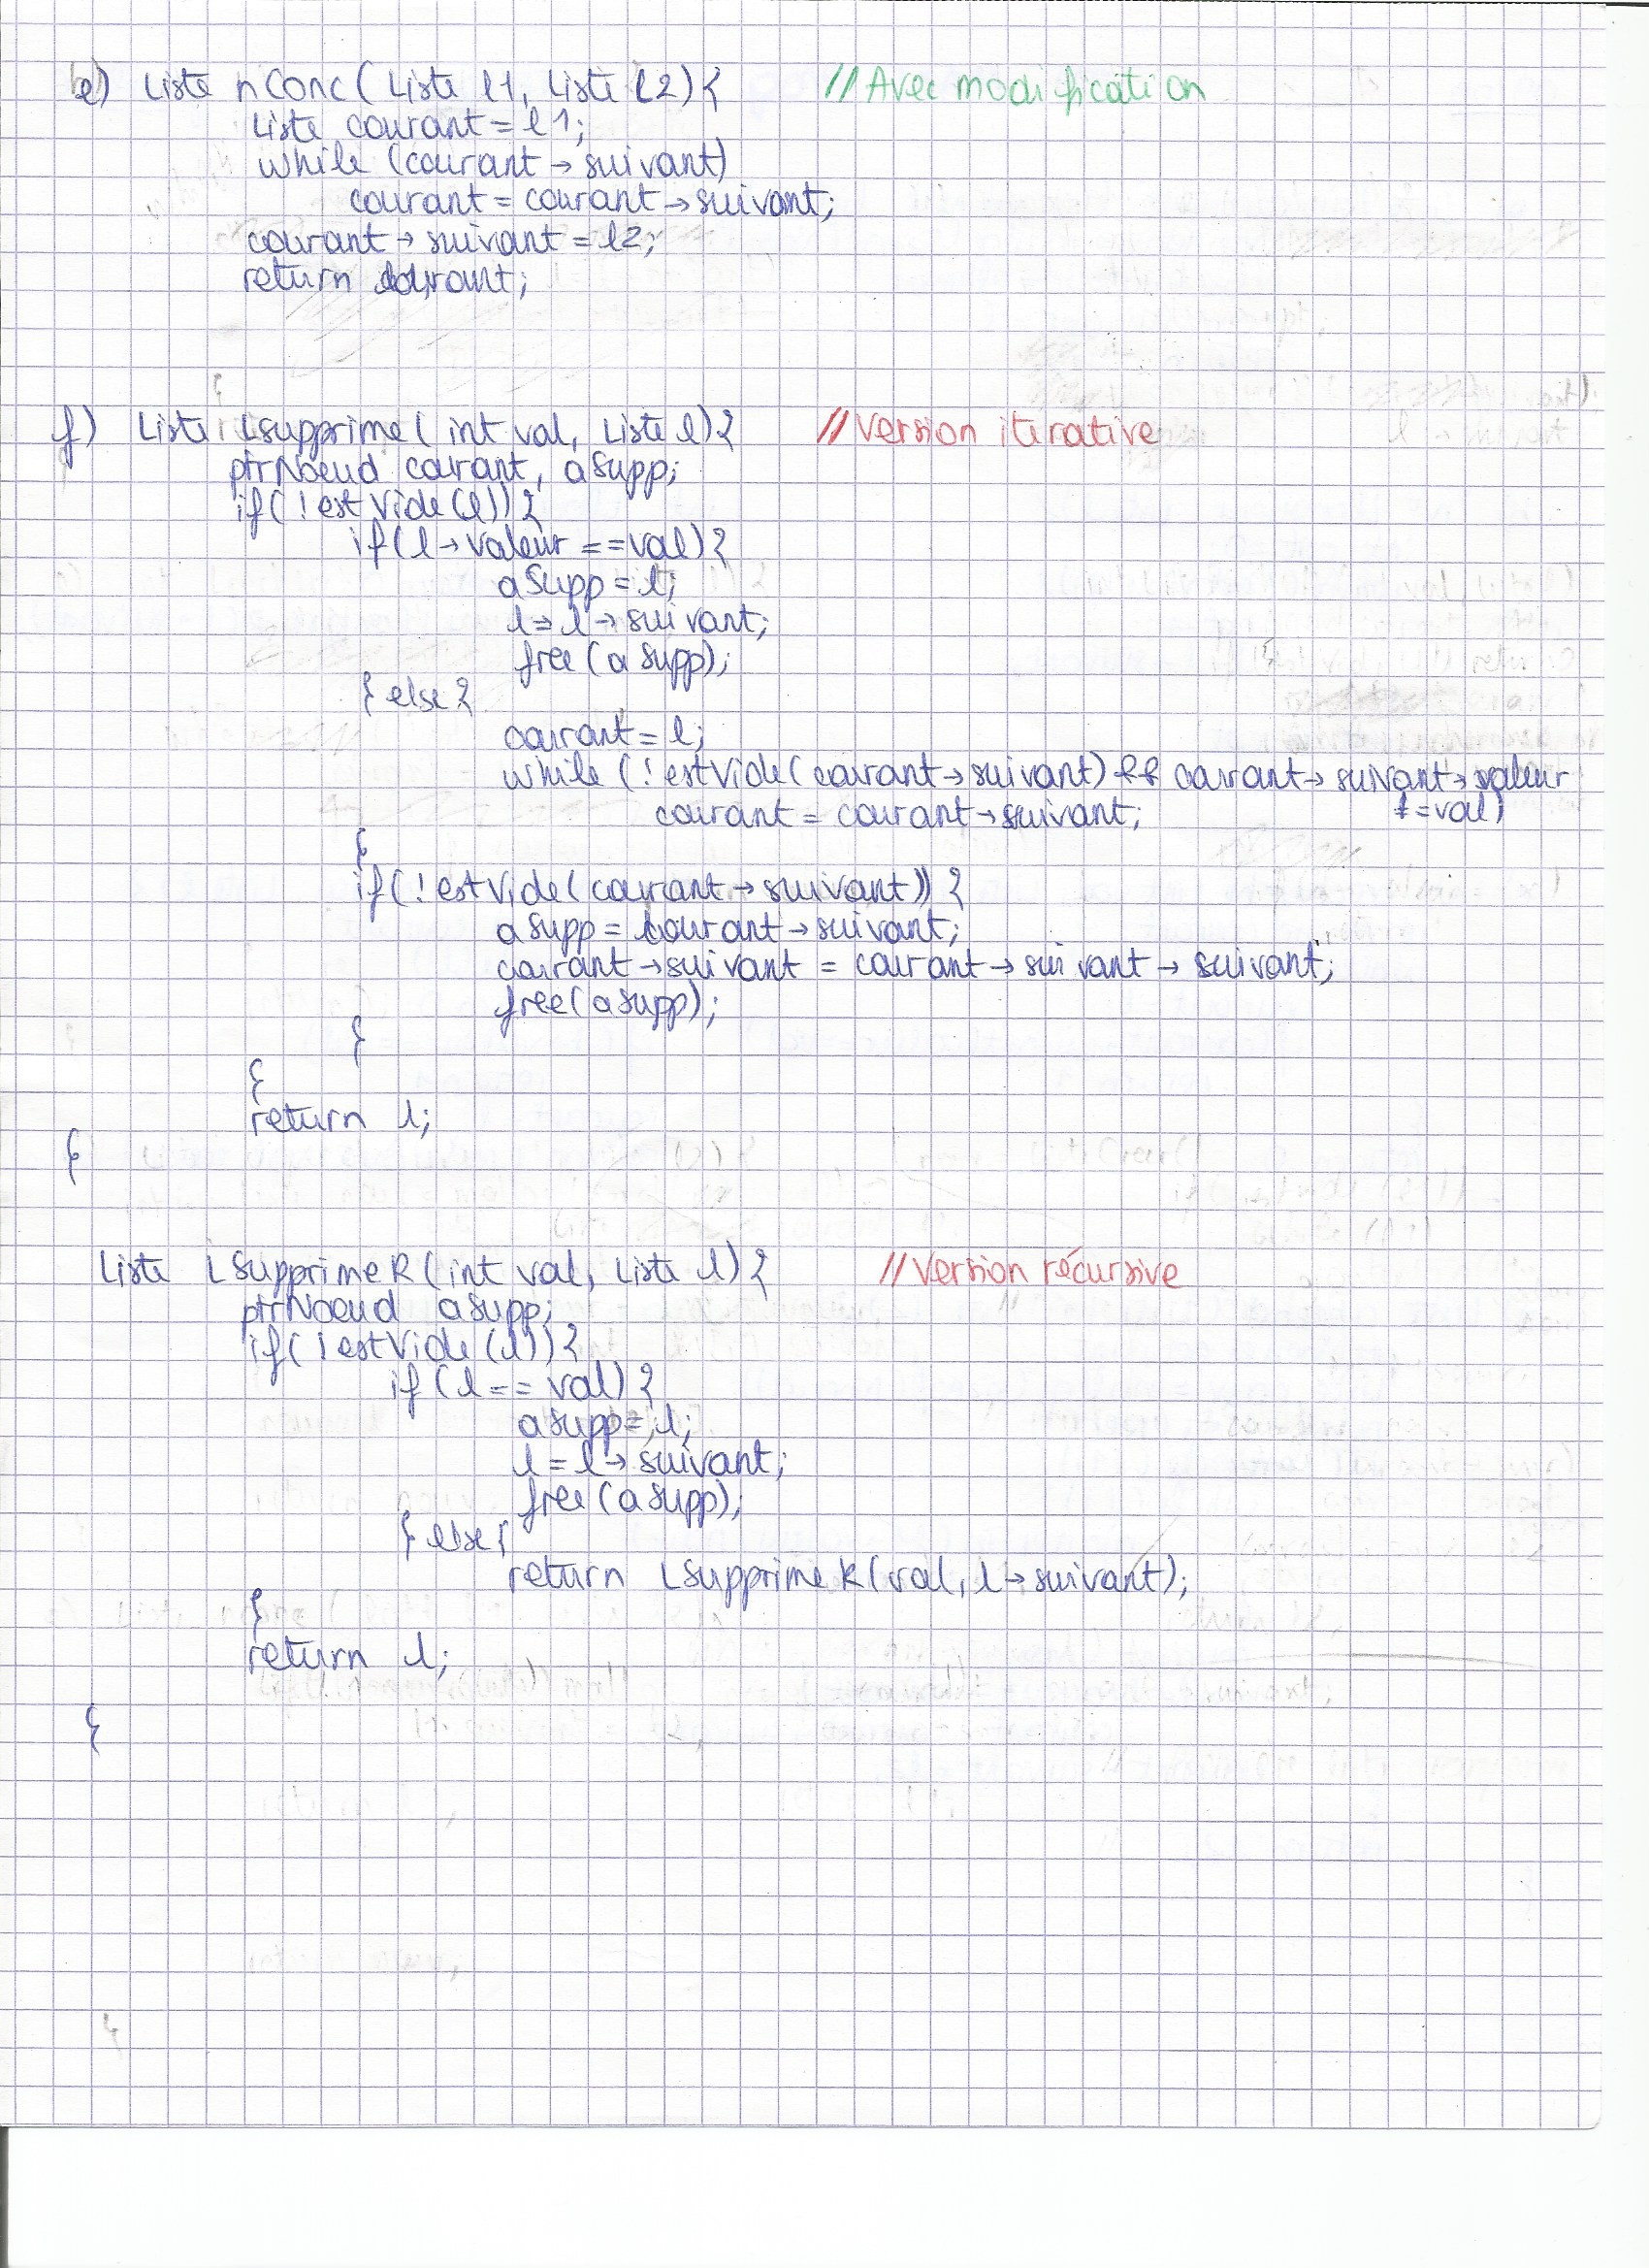 e) Liste nConc(Liste l1, Liste l2){ //Avec modification
Liste courant = l1;
while (courant→suivant)
courant = courant→suivant;
courant→suivant = l2;
return
f) Liste Lsupprime(int val, Liste l){ //Version itérative
ptrNoeud courant, aSupp;
if(!estVide(l)){
if(l→valeur ==val){
aSupp = l;
l = l→suivant;
free(aSupp);
} else{
courant = l;
while (!estVide(courant→suivant) && courant→suivant→valeur
!=val)
courant = courant→suivant;
}
if(!estVide(courant→suivant)){
aSupp = courant→suivant;
courant→suivant = courant→suivant→suivant;
free(aSupp);
}
}
return l;
}
Liste LSupprimeR(int val, Liste l){ //Version récursive
ptrNoeud aSupp;
if(!estVide(l)){
if(l == val){
aSupp = l;
l = l→suivant;
free(aSupp);
} else{
return LSupprimeR(val, l→suivant);
}
return l;
}